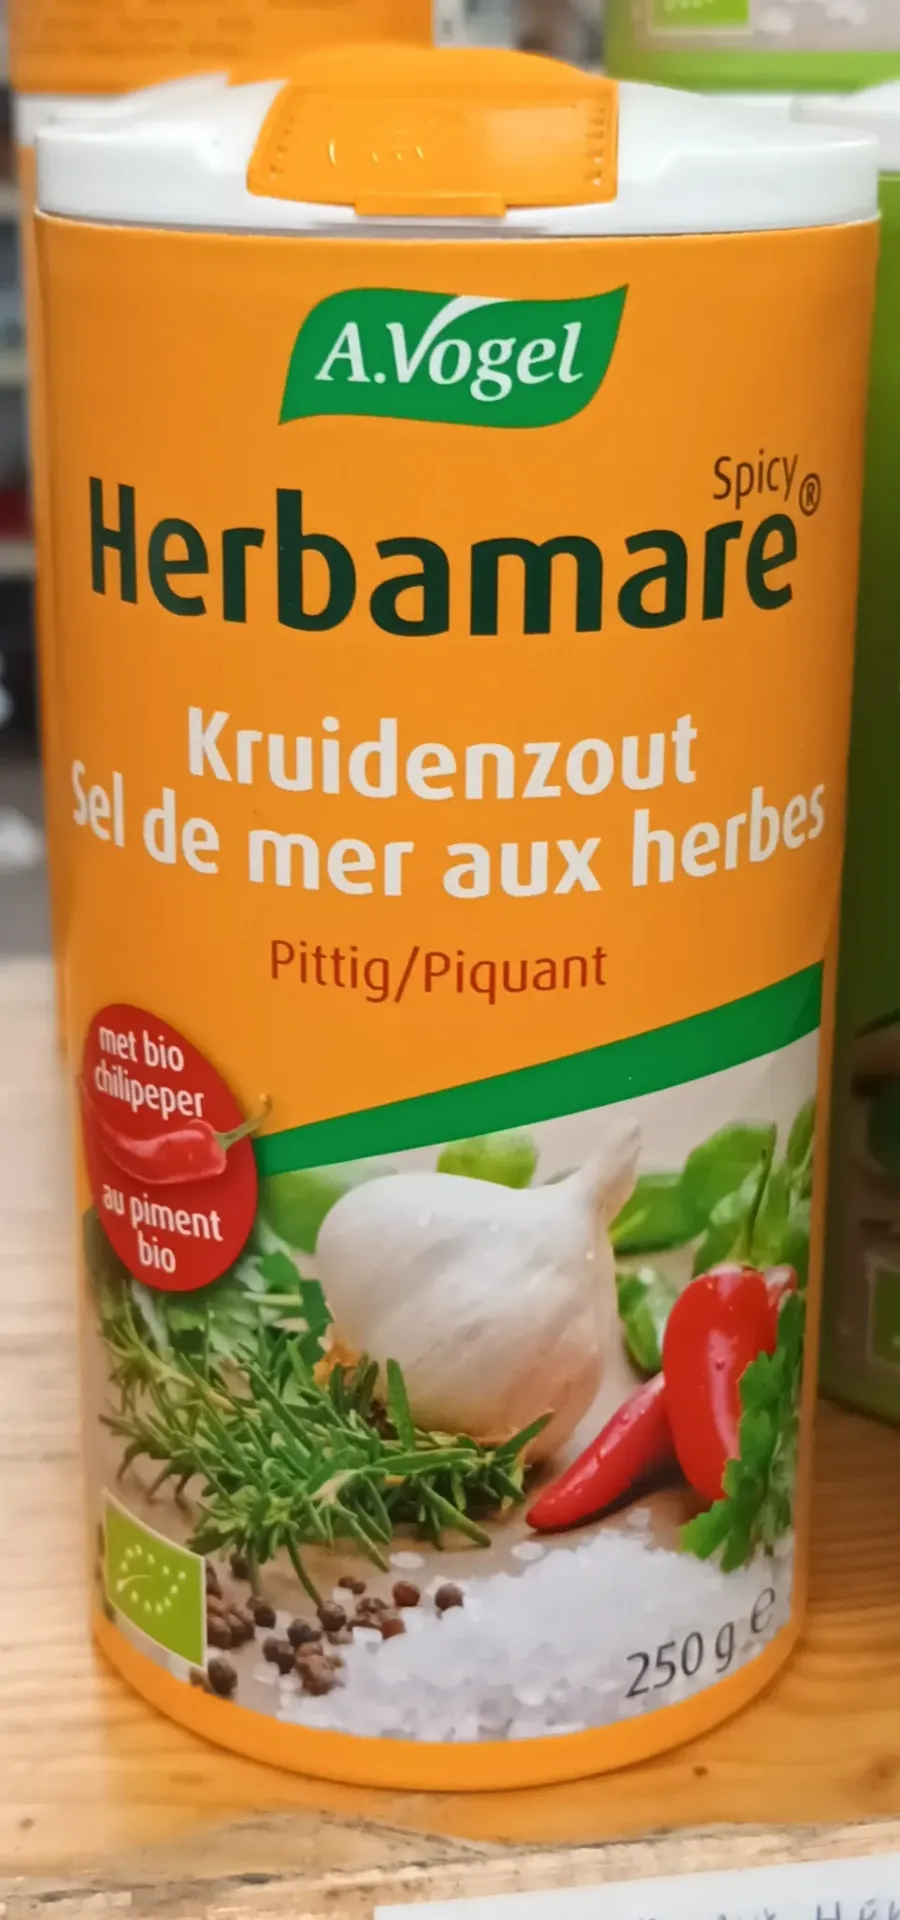 A.Vogel
Spicy
Herbamare®
Kruidenzout
Sel de mer aux herbes
Pittig/Piquant
met bio
chilipeper
au piment
bio
250 g e